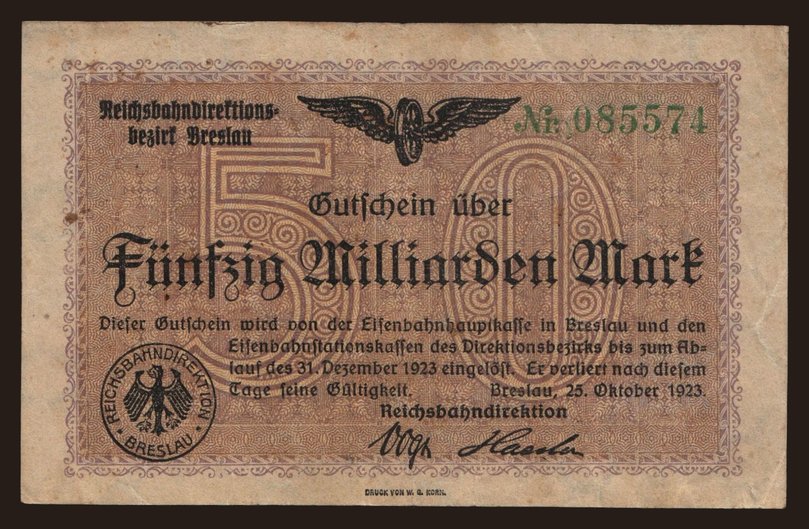 Reichsbahndirektions-
bezirk Breslau
Nr. 085574
50
Gutschein über
Fünfzig Milliarden Mark
Dieser Gutschein wird von der Eisenbahnhauptkasse in Breslau und den
Eisenbahnstationskassen des Direktionsbezirks bis zum Ab-
lauf des 31. Dezember 1923 eingelöst. Er verliert nach diesem
Tage seine Gültigkeit. Breslau, 25. Oktober 1923.
Reichsbahndirektion
REICHSBAHNDIREKTION
BRESLAU
DRUCK VON W. G. KORN.